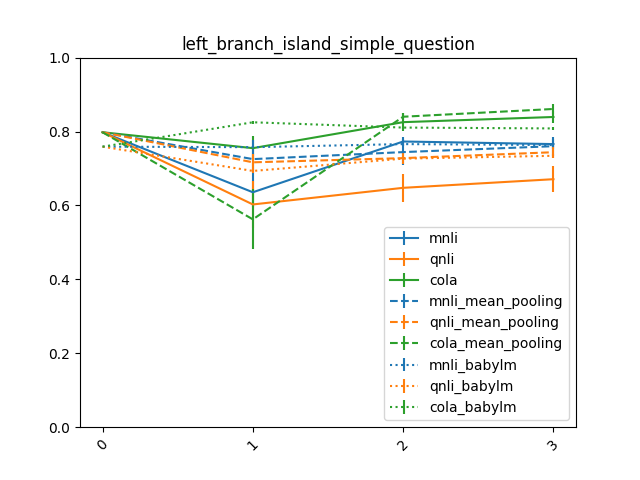 left_branch_island_simple_question
1.0
0.8
0.6
0.4
0.2
0.0
0
1
2
3
mnli
qnli
cola
mnli_mean_pooling
qnli_mean_pooling
cola_mean_pooling
mnli_babylm
qnli_babylm
cola_babylm